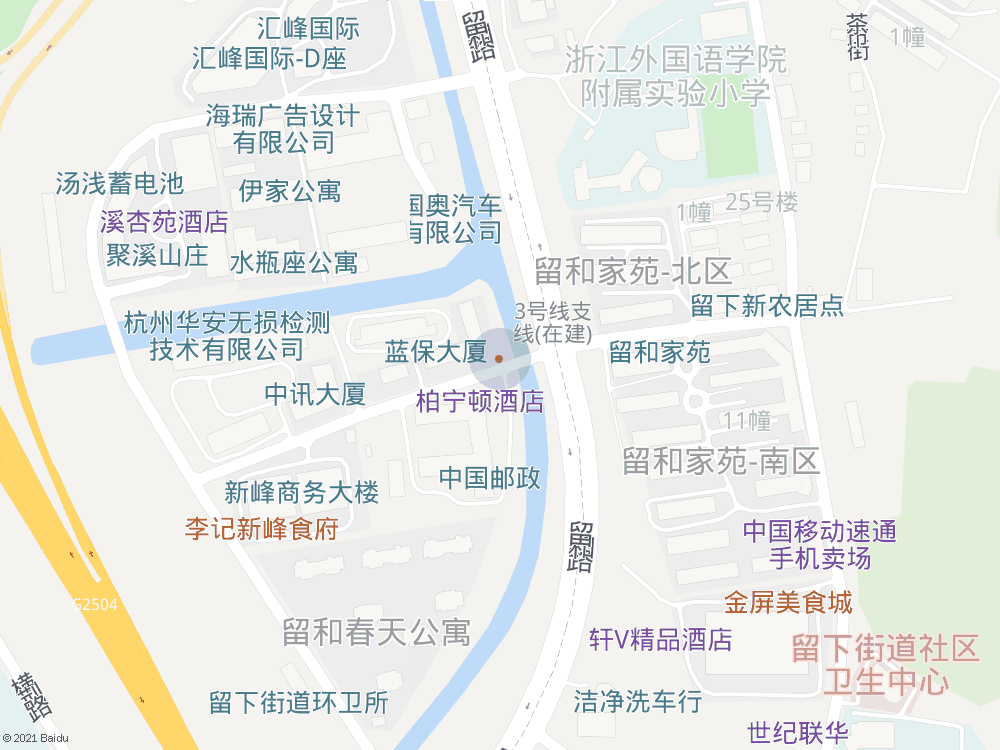 汇峰国际
留和路
茶市街
1幢
汇峰国际-D座
浙江外国语学院
附属实验小学
海瑞广告设计
有限公司
汤浅蓄电池
伊家公寓
溪杏苑酒店
国奥汽车
有限公司
1幢
25号楼
聚溪山庄
水瓶座公寓
留和家苑-北区
3号线支
线(在建)
留下新农居点
杭州华安无损检测
技术有限公司
蓝保大厦
留和家苑
中讯大厦
柏宁顿酒店
11幢
留和家苑-南区
中国邮政
新峰商务大楼
李记新峰食府
留和路
中国移动速通
手机卖场
G2504
金屏美食城
留和春天公寓
轩V精品酒店
留下街道社区
卫生中心
横埂路
留下街道环卫所
洁净洗车行
世纪联华
© 2021 Baidu